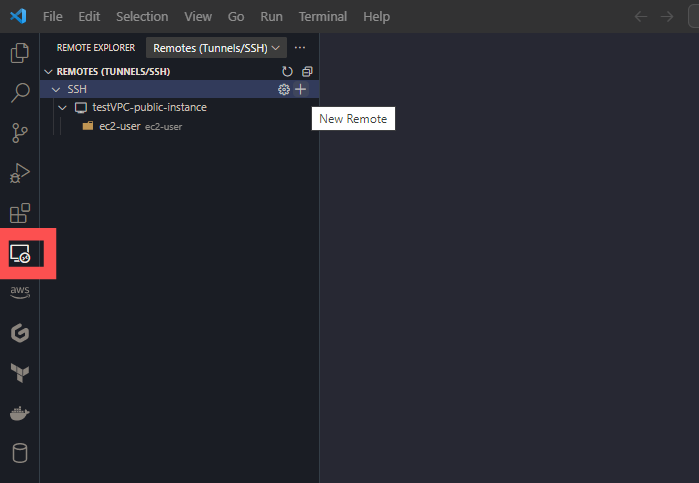 File Edit Selection View Go Run Terminal Help
REMOTE EXPLORER Remotes (Tunnels/SSH) ...
REMOTES (TUNNELS/SSH)
SSH
New Remote
testVPC-public-instance
ec2-user ec2-user
aws